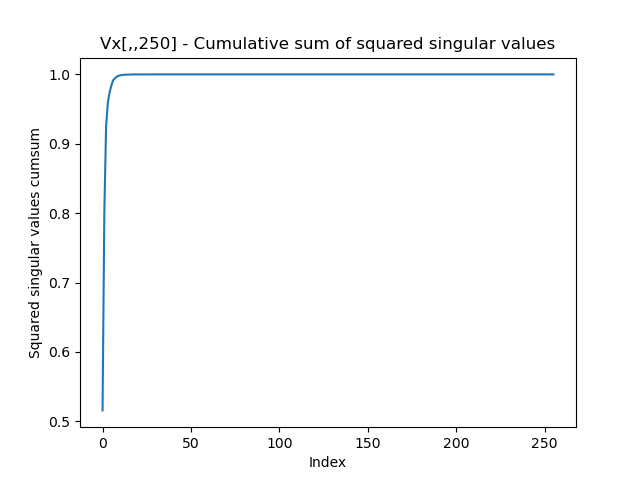 Vx[,,250] - Cumulative sum of squared singular values
1.0
0.9
0.8
0.7
0.6
0.5
Squared singular values cumsum
0 50 100 150 200 250
Index